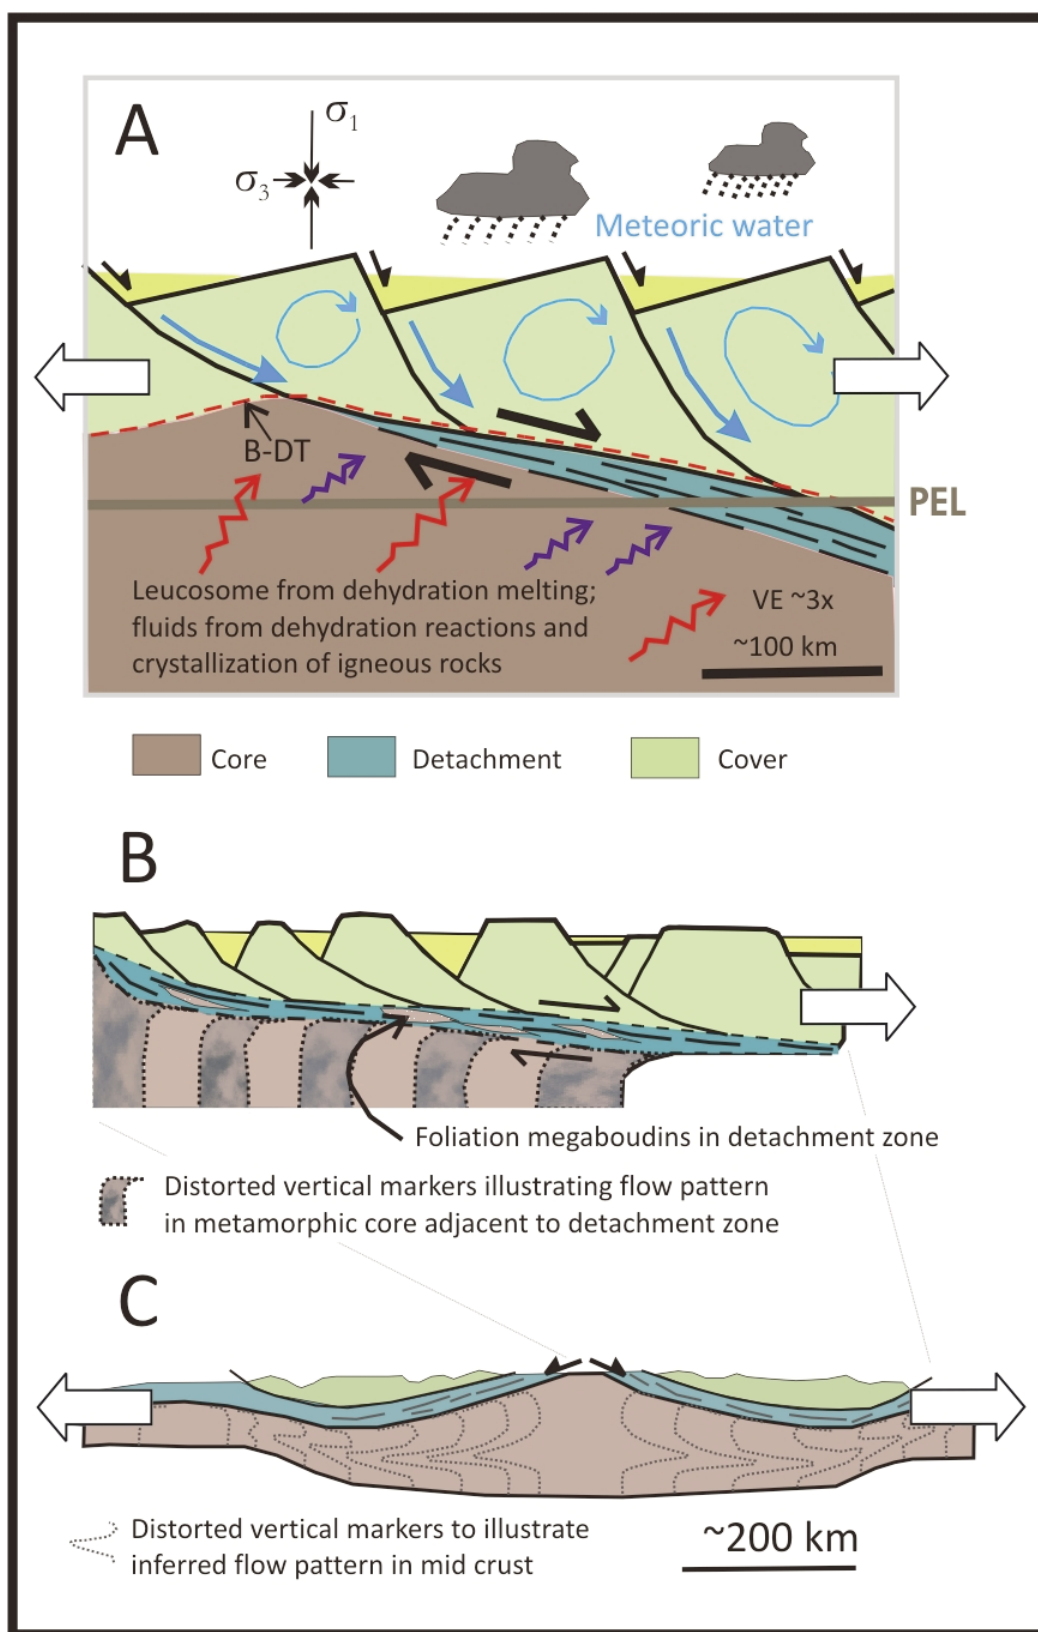 A
σ1
σ3
Meteoric water
B-DT
PEL
Leucosome from dehydration melting;
fluids from dehydration reactions and
crystallization of igneous rocks
VE ~3x
~100 km
Core
Detachment
Cover
B
Foliation megaboudins in detachment zone
Distorted vertical markers illustrating flow pattern
in metamorphic core adjacent to detachment zone
C
Distorted vertical markers to illustrate
inferred flow pattern in mid crust
~200 km